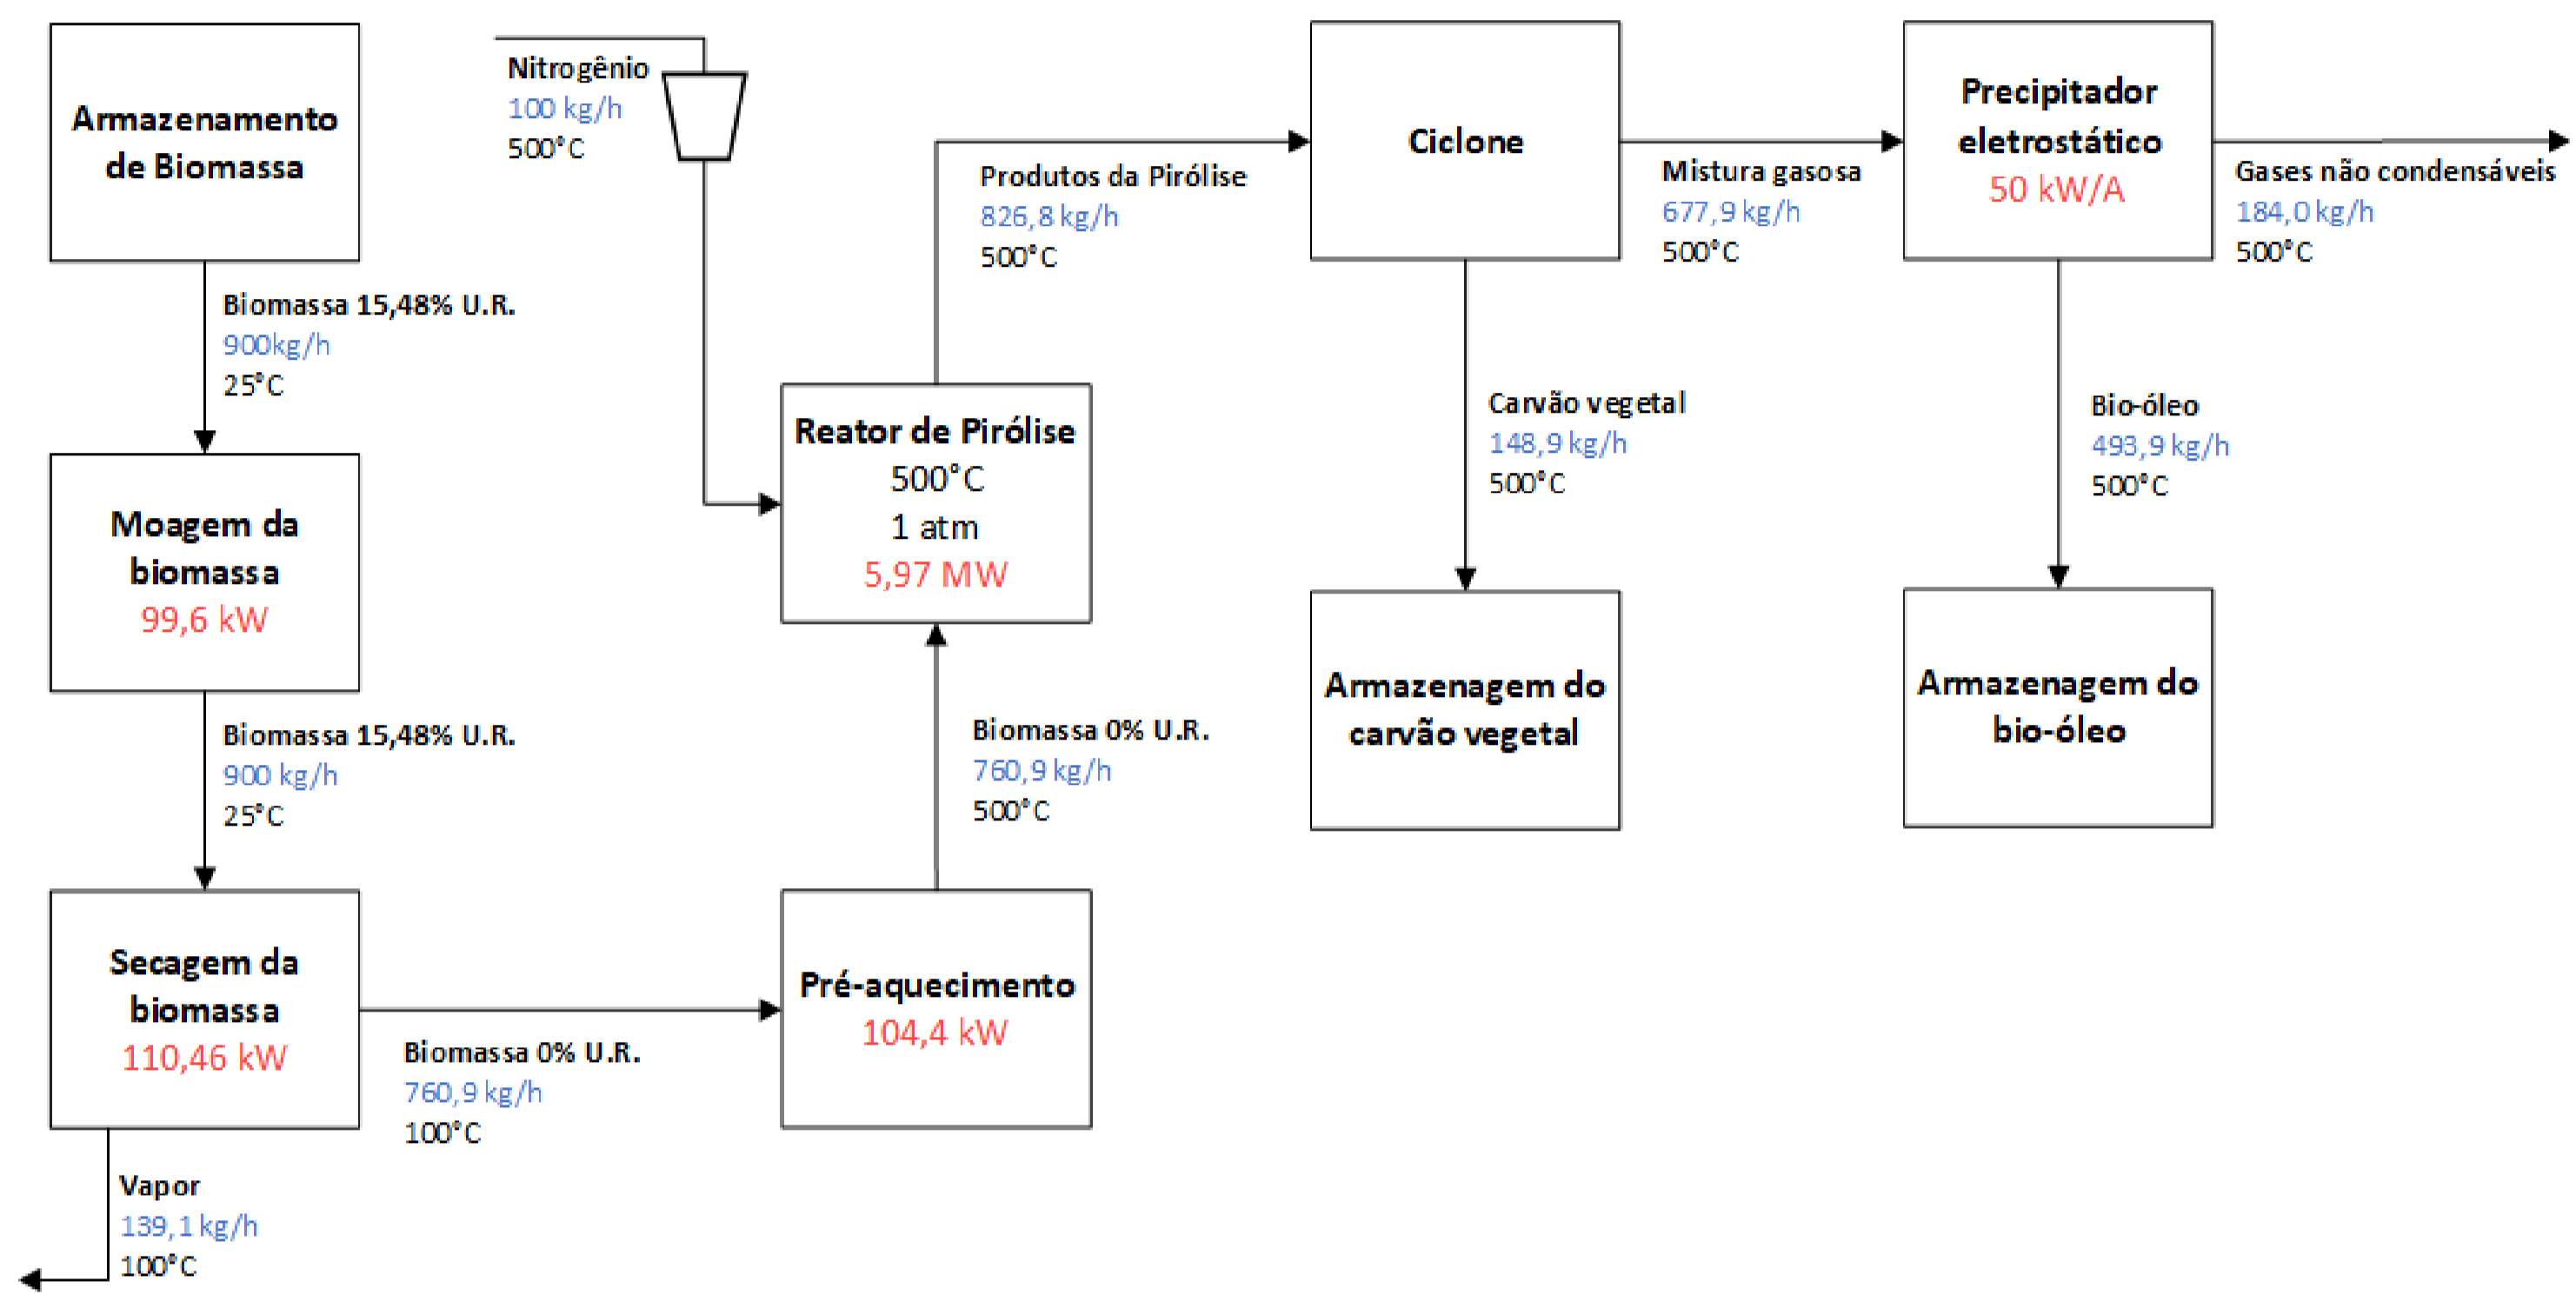 Armazenamento
de Biomassa
Biomassa 15,48% U.R.
900kg/h
25°C
Moagem da
biomassa
99,6 kW
Biomassa 15,48% U.R.
900 kg/h
25°C
Secagem da
biomassa
110,46 kW
Vapor
139,1 kg/h
100°C
Biomassa 0% U.R.
760,9 kg/h
100°C
Pré-aquecimento
104,4 kW
Biomassa 0% U.R.
760,9 kg/h
500°C
Nitrogênio
100 kg/h
500°C
Reator de Pirólise
500°C
1 atm
5,97 MW
Produtos da Pirólise
826,8 kg/h
500°C
Ciclone
Carvão vegetal
148,9 kg/h
500°C
Armazenagem do
carvão vegetal
Mistura gasosa
677,9 kg/h
500°C
Precipitador
eletrostático
50 kW/A
Gases não condensáveis
184,0 kg/h
500°C
Bio-óleo
493,9 kg/h
500°C
Armazenagem do
bio-óleo